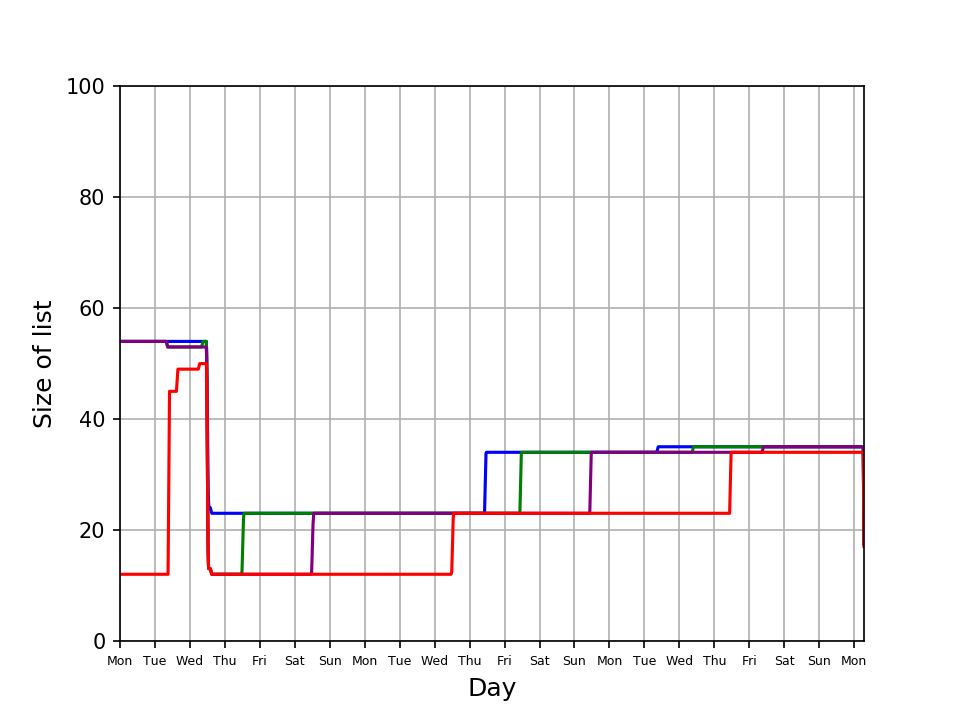 100
80
60
40
20
0
Size of list
Mon Tue Wed Thu Fri Sat Sun Mon Tue Wed Thu Fri Sat Sun Mon Tue Wed Thu Fri Sat Sun Mon
Day